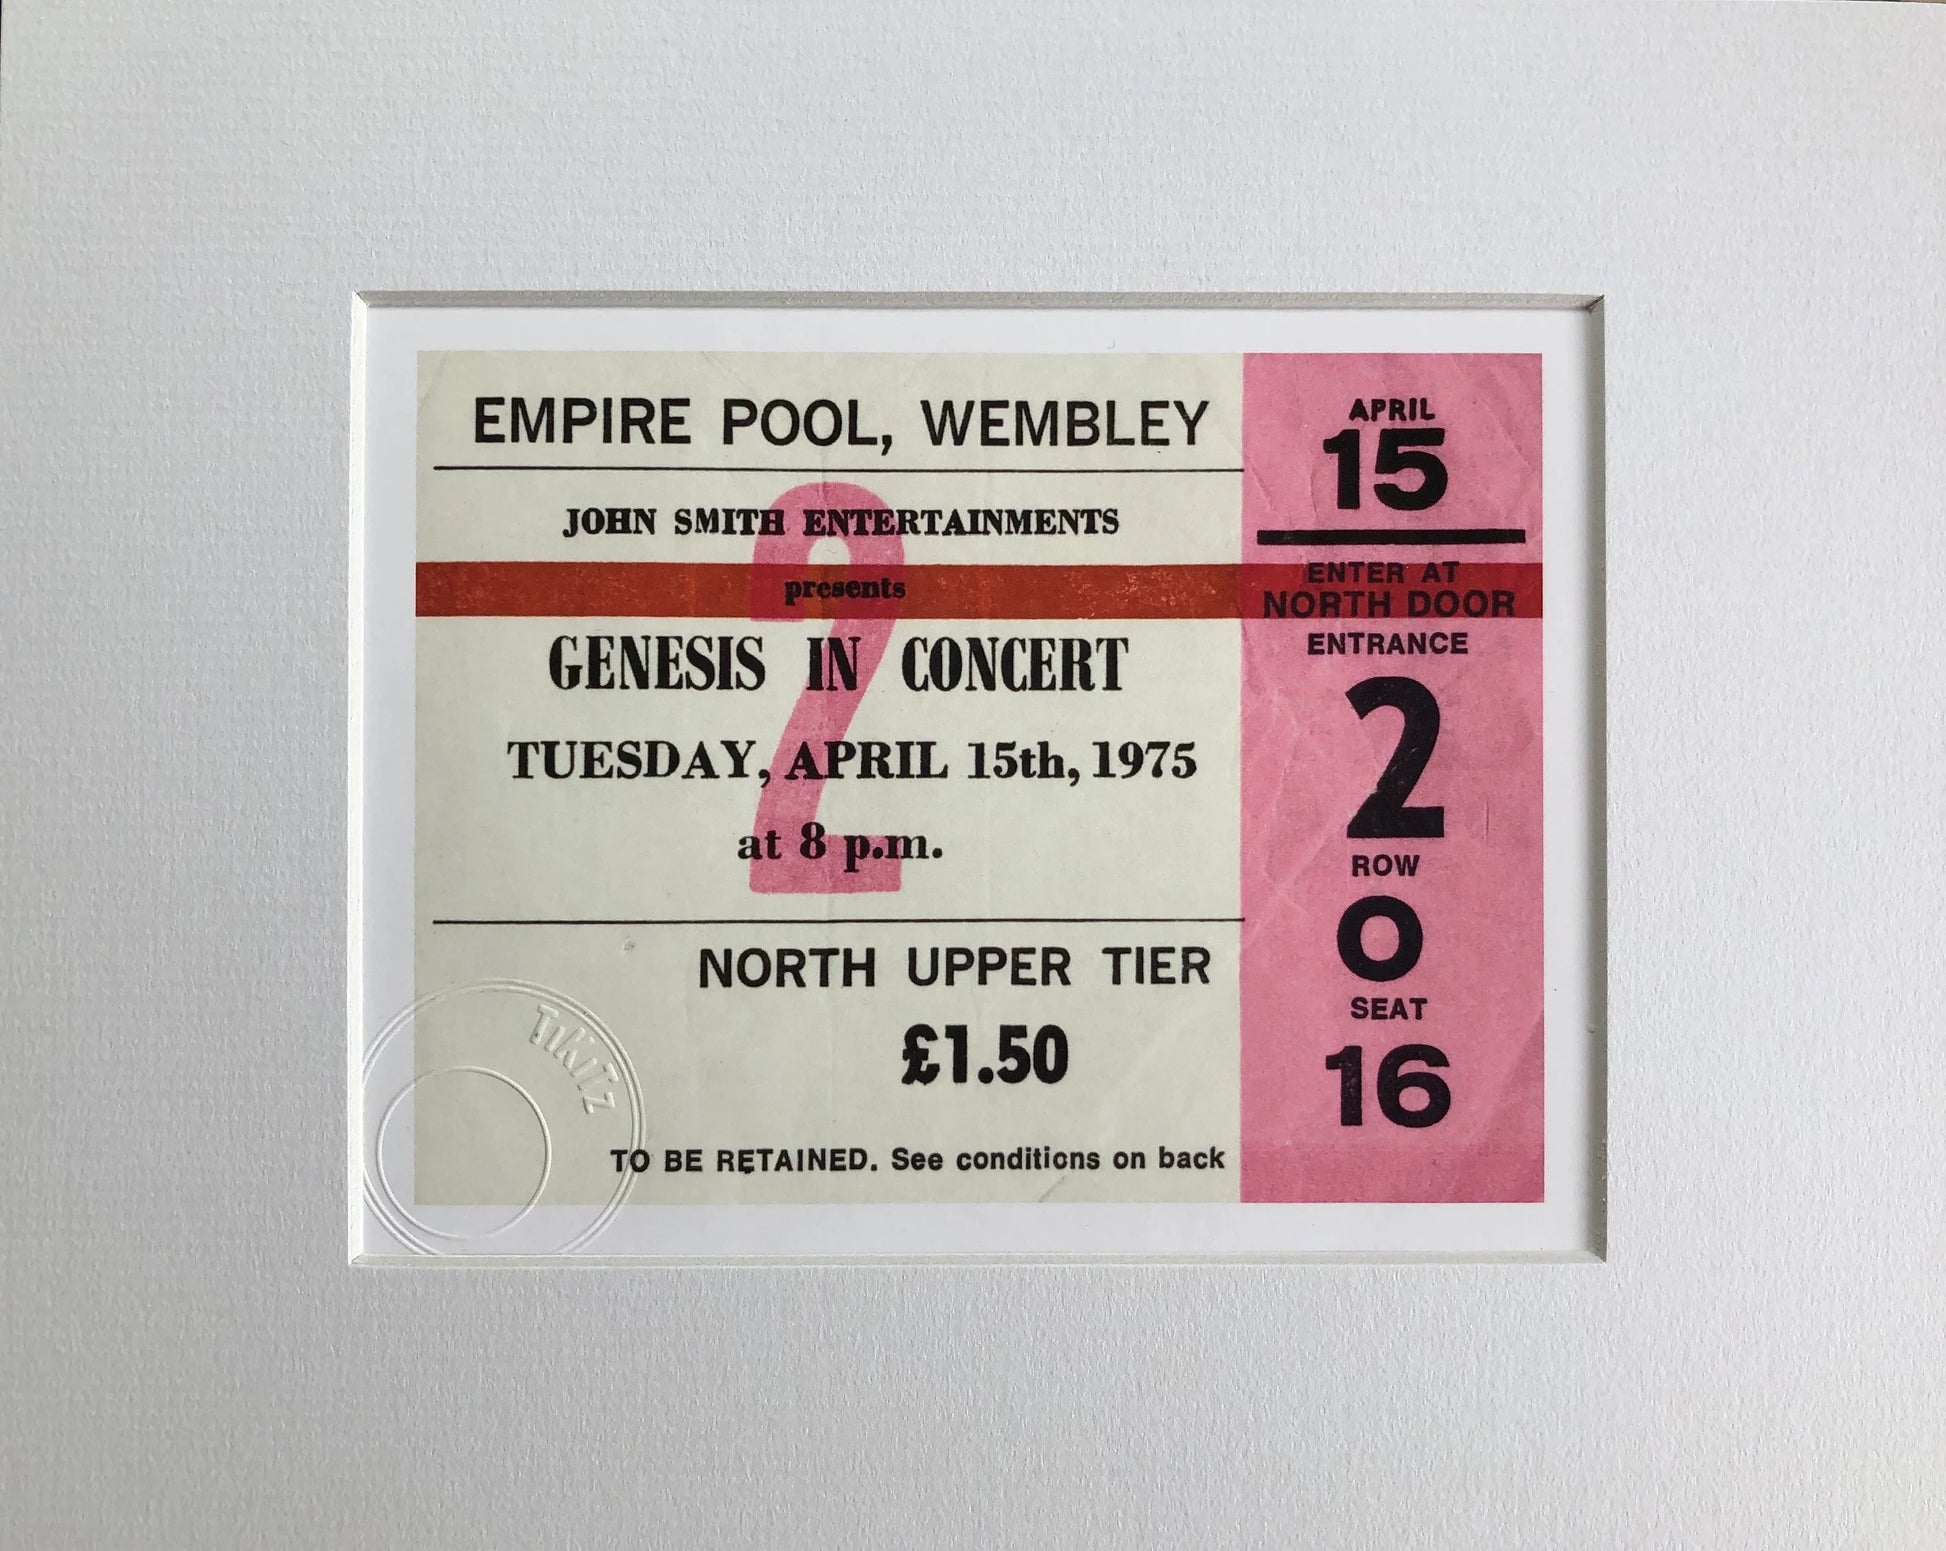 EMPIRE POOL, WEMBLEY
JOHN SMITH ENTERTAINMENTS
presents
GENESIS IN CONCERT
TUESDAY, APRIL 15th, 1975
at 8 p.m.
2
NORTH UPPER TIER
£1.50
TO BE RETAINED. See conditions on back
TIKITZ
APRIL
15
ENTER AT
NORTH DOOR
ENTRANCE
2
ROW
O
SEAT
16